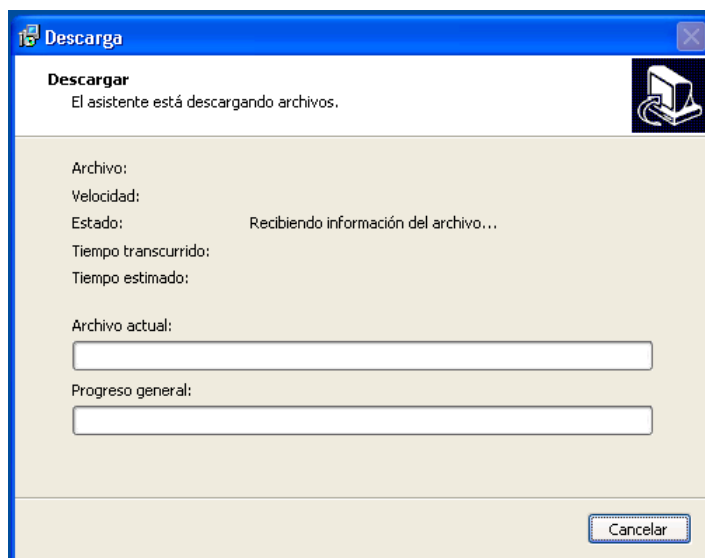 Descarga
Descargar
El asistente está descargando archivos.
Archivo:
Velocidad:
Estado: Recibiendo información del archivo...
Tiempo transcurrido:
Tiempo estimado:
Archivo actual:
Progreso general:
Cancelar